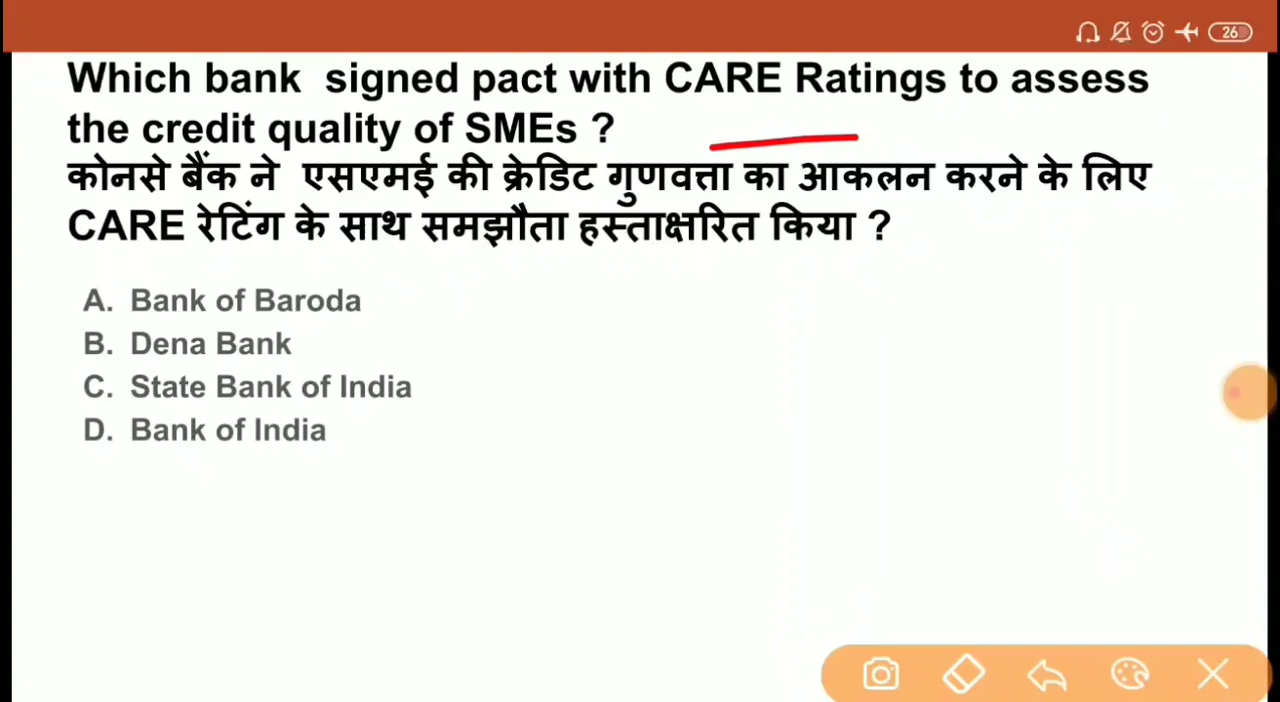 26
Which bank signed pact with CARE Ratings to assess
the credit quality of SMEs ?
कोनसे बैंक ने एसएमई की क्रेडिट गुणवत्ता का आकलन करने के लिए
CARE रेटिंग के साथ समझौता हस्ताक्षरित किया ?
A. Bank of Baroda
B. Dena Bank
C. State Bank of India
D. Bank of India